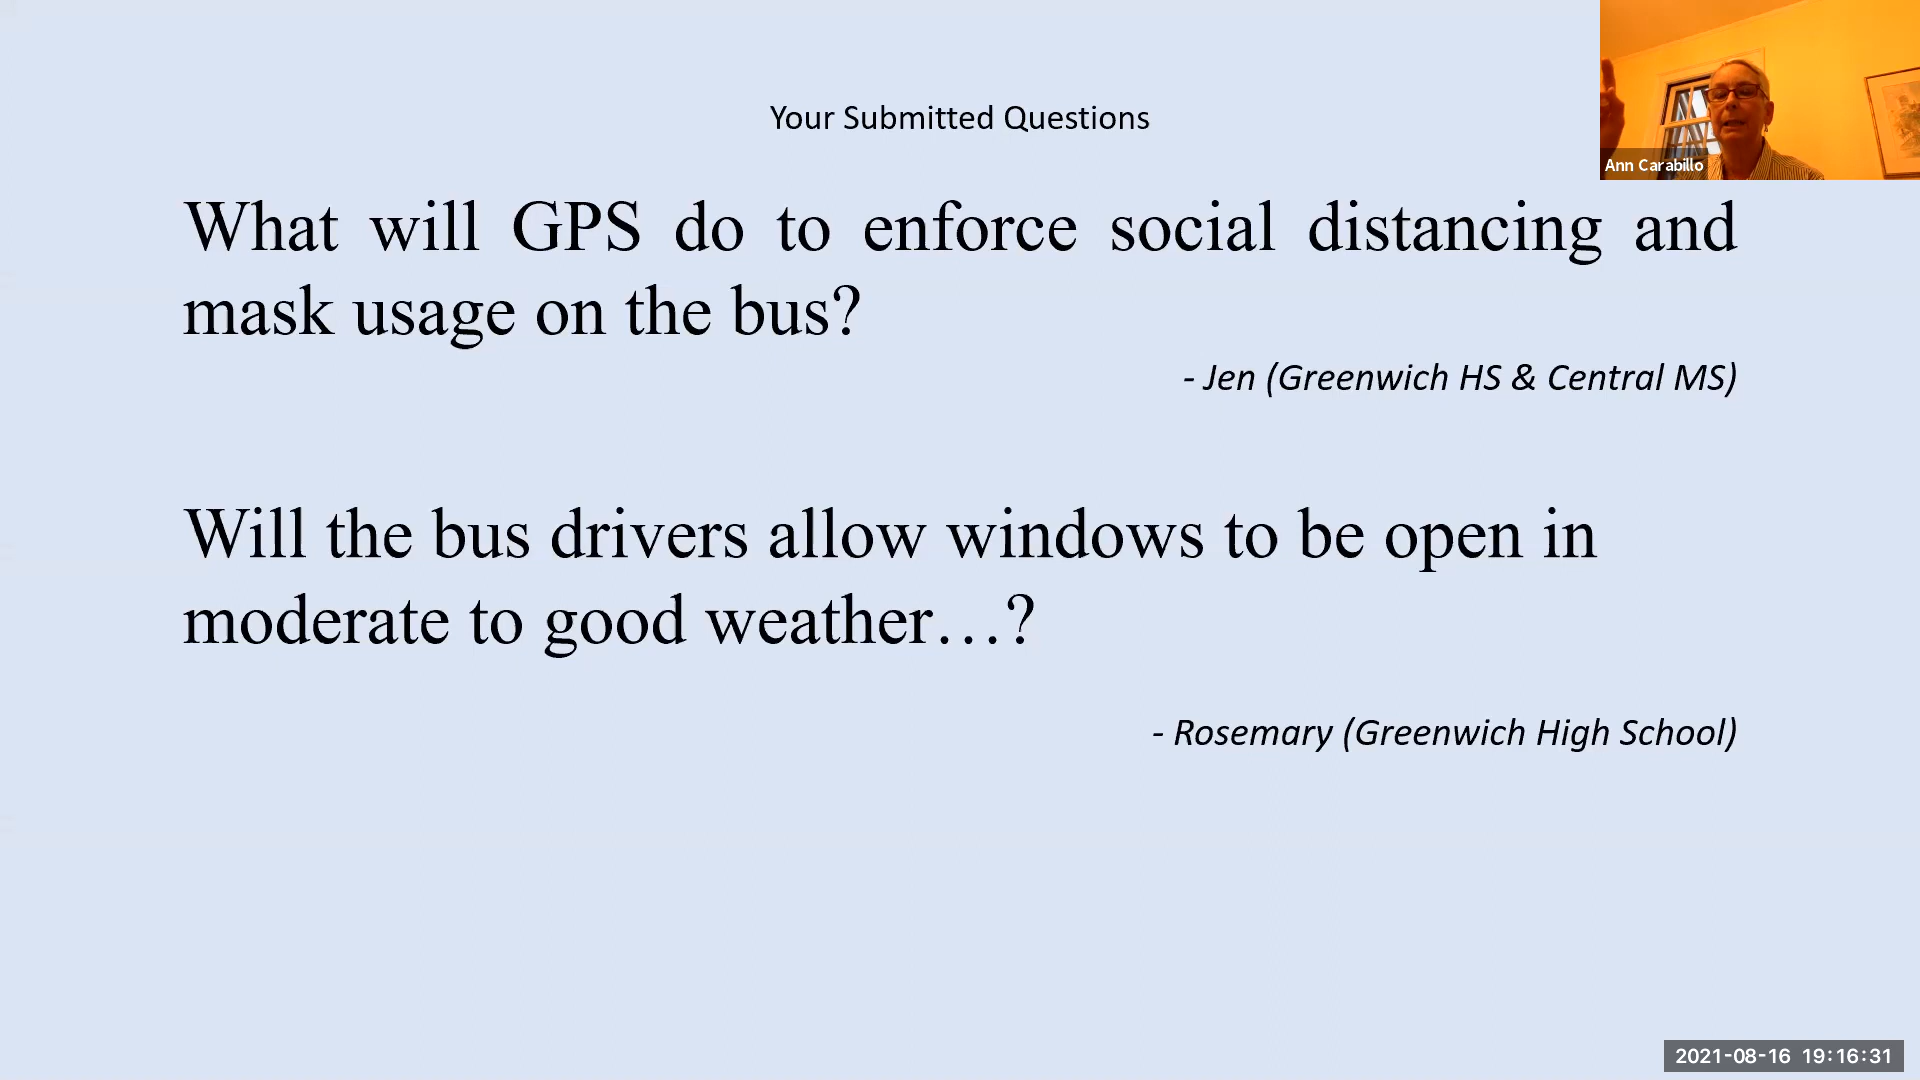 Your Submitted Questions
Ann Carabillo
What will GPS do to enforce social distancing and
mask usage on the bus?
- Jen (Greenwich HS & Central MS)
Will the bus drivers allow windows to be open in
moderate to good weather…?
- Rosemary (Greenwich High School)
2021-08-16 19:16:31